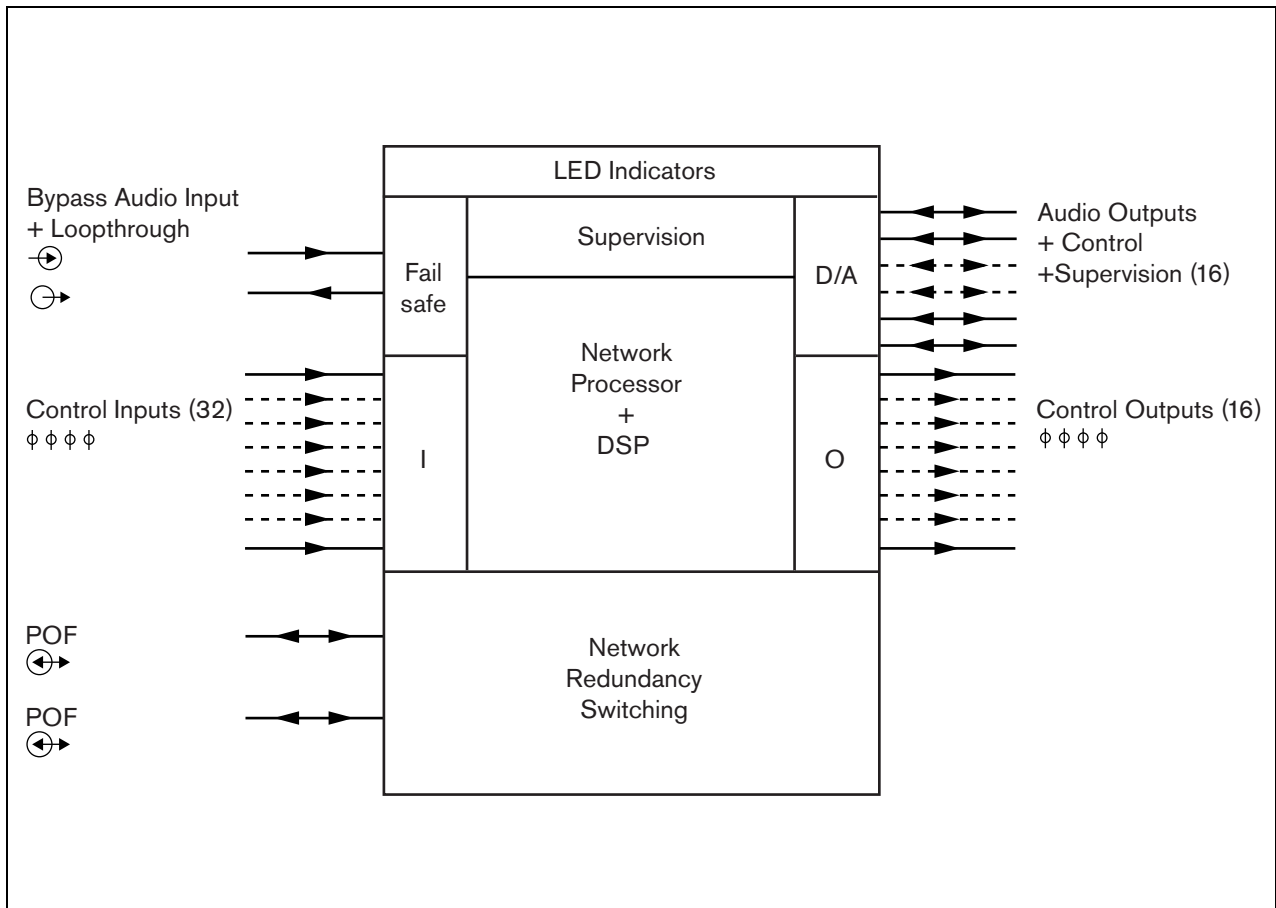 LED Indicators
Bypass Audio Input
+ Loopthrough
Fail
safe
Supervision
D/A
Audio Outputs
+ Control
+Supervision (16)
Network
Processor
+
DSP
Control Inputs (32)
I
O
Control Outputs (16)
POF
POF
Network
Redundancy
Switching